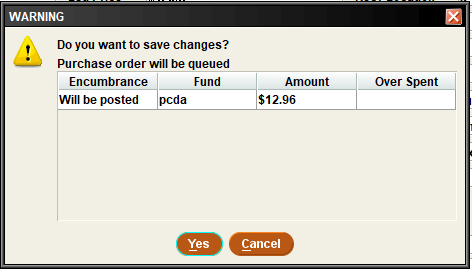 WARNING
Do you want to save changes?
Purchase order will be queued
Encumbrance Fund Amount Over Spent
Will be posted pcda $12.96
Yes Cancel